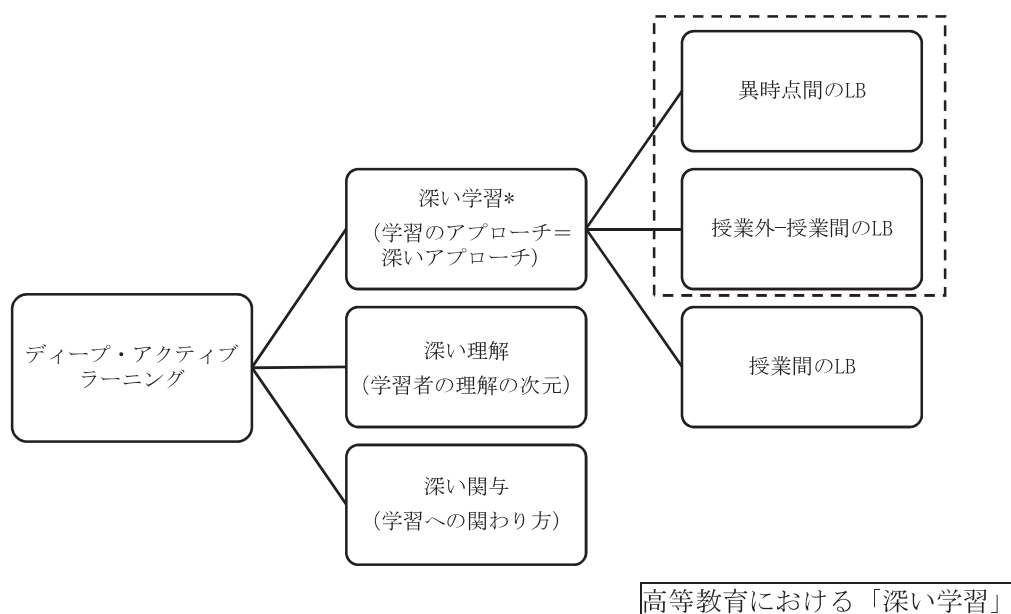 ディープ・アクティブ
ラーニング
深い学習*
（学習のアプローチ＝
深いアプローチ）
深い理解
（学習者の理解の次元）
深い関与
（学習への関わり方）
異時点間のLB
授業外−授業間のLB
授業間のLB
高等教育における「深い学習」